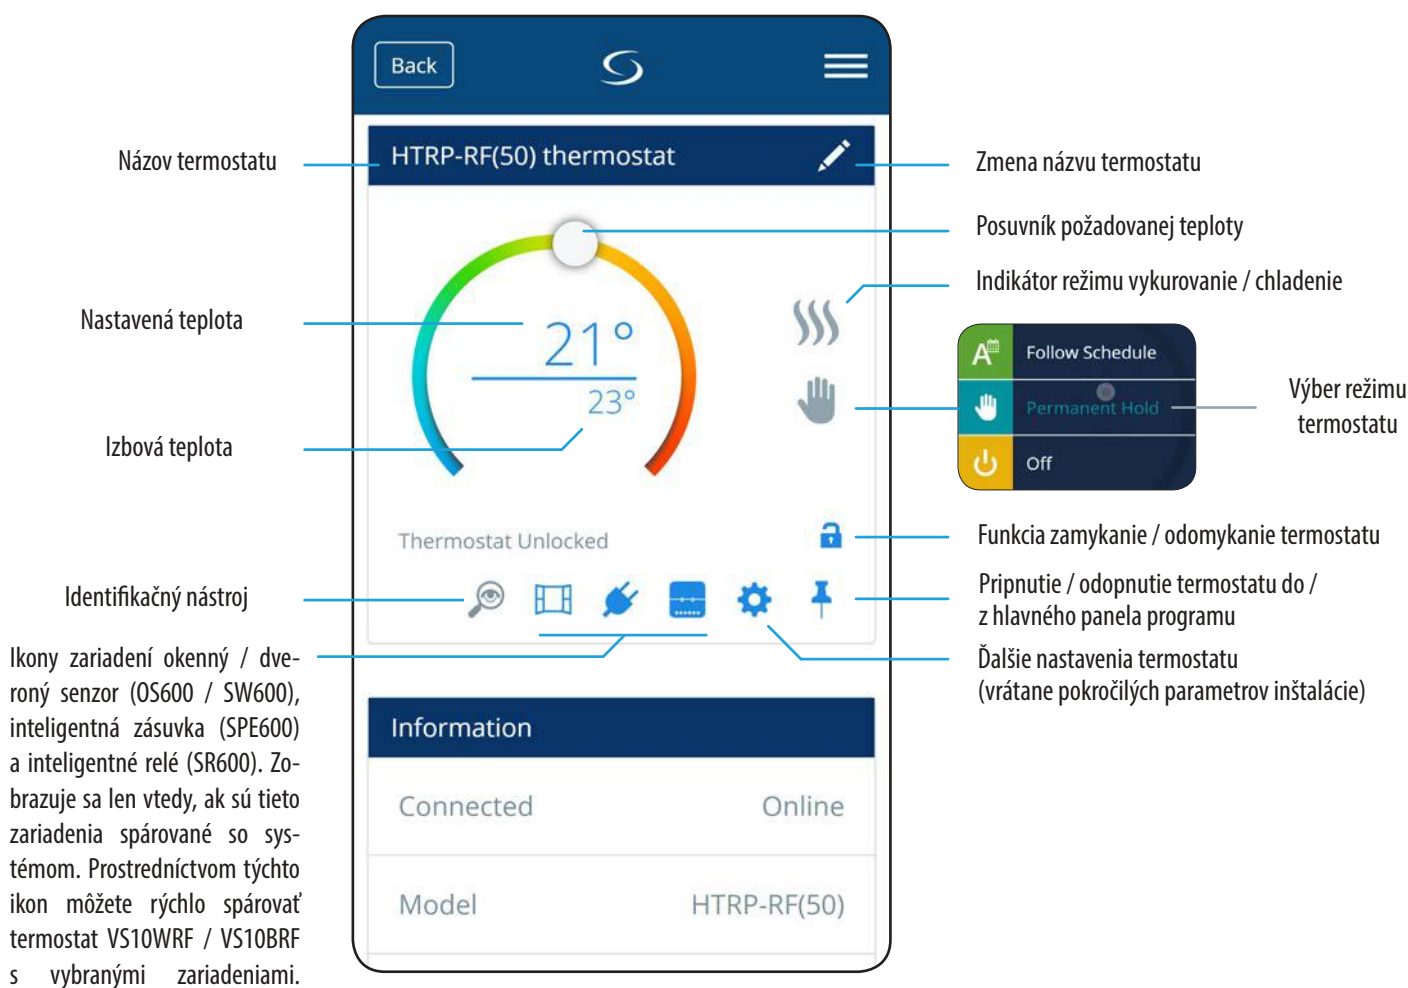 Back
HTRP-RF(50) thermostat
Názov termostatu
Zmena názvu termostatu
Posuvník požadovanej teploty
Indikátor režimu vykurovanie / chladenie
Nastavená teplota
21°
23°
Izbová teplota
A
Follow Schedule
Permanent Hold
Off
Výber režimu
termostatu
Thermostat Unlocked
Funkcia zamykanie / odomykanie termostatu
Identifikačný nástroj
Pripnutie / odopnutie termostatu do /
z hlavného panela programu
Ďalšie nastavenia termostatu
(vrátane pokročilých parametrov inštalácie)
Ikony zariadení okenný / dve-
roný senzor (OS600 / SW600),
inteligentná zásuvka (SPE600)
a inteligentné relé (SR600). Zo-
brazuje sa len vtedy, ak sú tieto
zariadenia spárované so sys-
témom. Prostredníctvom týchto
ikon môžete rýchlo spárovať
termostat VS10WRF / VS10BRF
s vybranými zariadeniami.
Information
Connected Online
Model HTRP-RF(50)